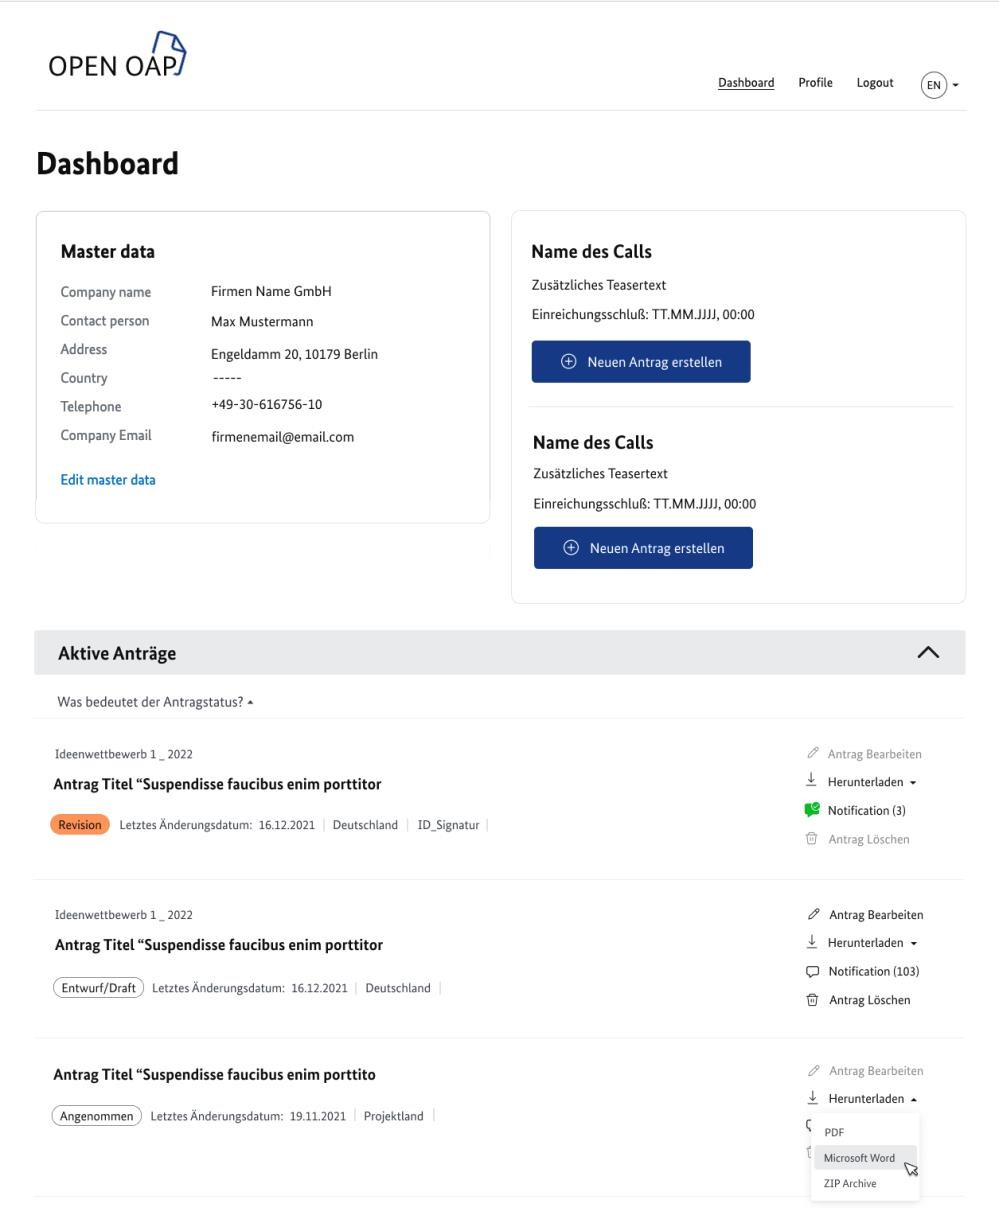 OPEN OAP
Dashboard Profile Logout EN
Dashboard
Master data
Company name Firmen Name GmbH
Contact person Max Mustermann
Address Engeldamm 20, 10179 Berlin
Country -----
Telephone +49-30-616756-10
Company Email firmenemail@email.com
Edit master data
Name des Calls
Zusätzliches Teasertext
Einreichungsschluß: TT.MM.JJJJ, 00:00
Neuen Antrag erstellen
Name des Calls
Zusätzliches Teasertext
Einreichungsschluß: TT.MM.JJJJ, 00:00
Neuen Antrag erstellen
Aktive Anträge
Was bedeutet der Antragstatus?
Ideenwettbewerb 1 _ 2022
Antrag Titel “Suspendisse faucibus enim porttitor
Revision Letztes Änderungsdatum: 16.12.2021 | Deutschland | ID_Signatur |
Antrag Bearbeiten
Herunterladen
Notification (3)
Antrag Löschen
Ideenwettbewerb 1 _ 2022
Antrag Titel “Suspendisse faucibus enim porttitor
Entwurf/Draft Letztes Änderungsdatum: 16.12.2021 | Deutschland |
Antrag Bearbeiten
Herunterladen
Notification (103)
Antrag Löschen
Antrag Titel “Suspendisse faucibus enim porttito
Angenommen Letztes Änderungsdatum: 19.11.2021 | Projektland |
Antrag Bearbeiten
Herunterladen
PDF
Microsoft Word
ZIP Archive